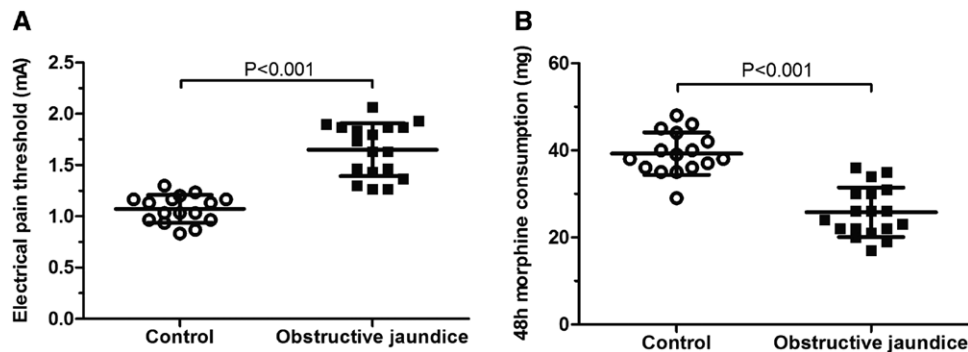 A
Electrical pain threshold (mA)
2.5
2.0
1.5
1.0
0.5
0.0
P<0.001
Control
Obstructive jaundice
B
48h morphine consumption (mg)
60
40
20
0
P<0.001
Control
Obstructive jaundice